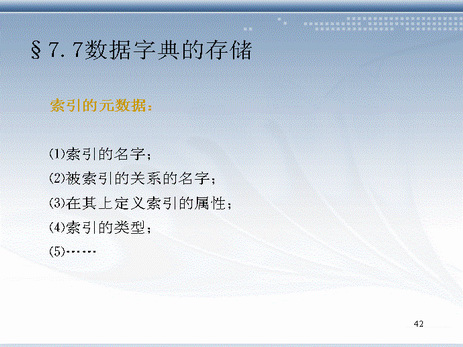 §7.7数据字典的存储
索引的元数据：
⑴索引的名字；
⑵被索引的关系的名字；
⑶在其上定义索引的属性；
⑷索引的类型；
⑸……
42